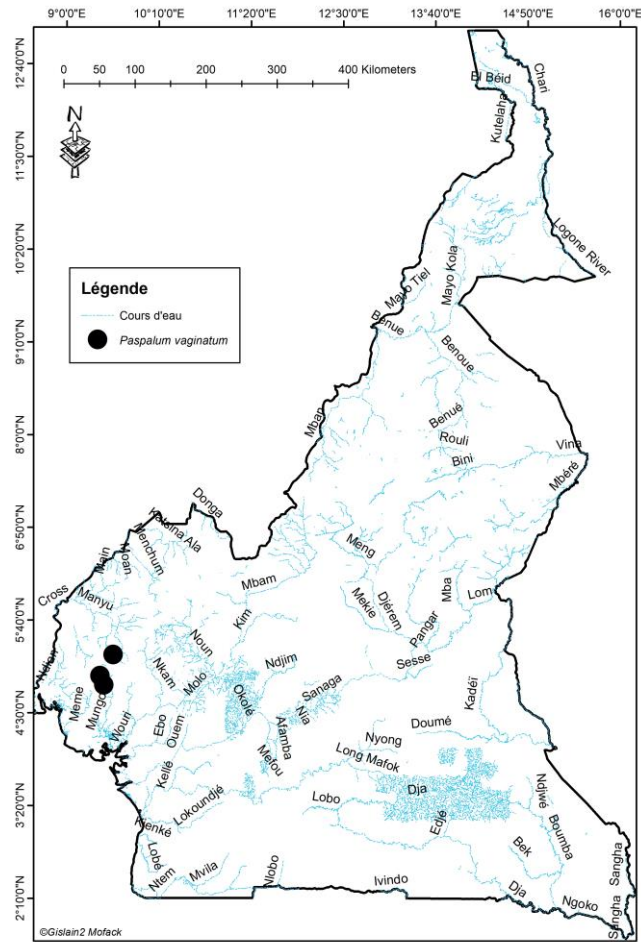 9°0'0"E 10°10'0"E 11°20'0"E 12°30'0"E 13°40'0"E 14°50'0"E 16°0'0"E
12°40'0"N
11°30'0"N
10°20'0"N
9°10'0"N
8°0'0"N
6°50'0"N
5°40'0"N
4°30'0"N
3°20'0"N
2°10'0"N
0 50 100 200 300 400 Kilometers
N
Légende
Cours d'eau
Paspalum vaginatum
El Béid
Chari
Kutelaha
Logone River
Mayo Tiel
Mayo Kola
Benue
Benoue
Mban
Benué
Rouli
Bini
Vina
Mbéré
Donga
Katsina Ala
Menchum
Meng
Cross
Manyu
Mbam
Kim
Mekie
Djérem
Pangar
Mba
Lom
Ndian
Noun
Nkam
Molo
Ndjim
Sesse
Meme
Mungo
Wouri
Ebo
Ouem
Okolé
Sanaga
Nia
Afamba
Mefou
Kadéï
Doumé
Nyong
Long Mafok
Kellé
Lokoundjé
Lobo
Dja
Edjé
Ndjwé
Boumba
Bek
Kienké
Lobé
Ntem
Mvila
Nlobo
Ivindo
Dja
Ngoko
Sangha
Sangha
©Gislain2 Mofack